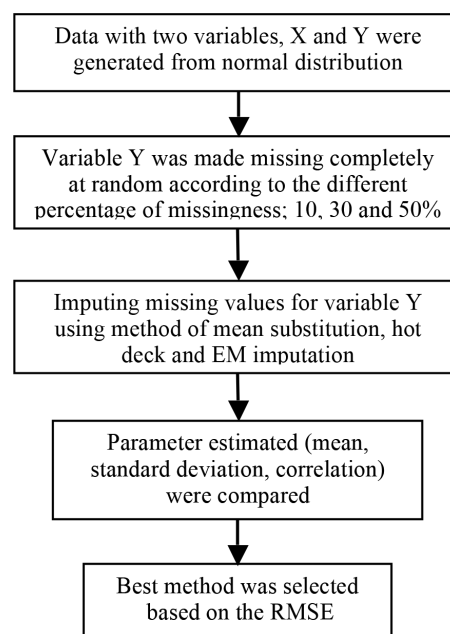 Data with two variables, X and Y were
generated from normal distribution
Variable Y was made missing completely
at random according to the different
percentage of missingness; 10, 30 and 50%
Imputing missing values for variable Y
using method of mean substitution, hot
deck and EM imputation
Parameter estimated (mean,
standard deviation, correlation)
were compared
Best method was selected
based on the RMSE